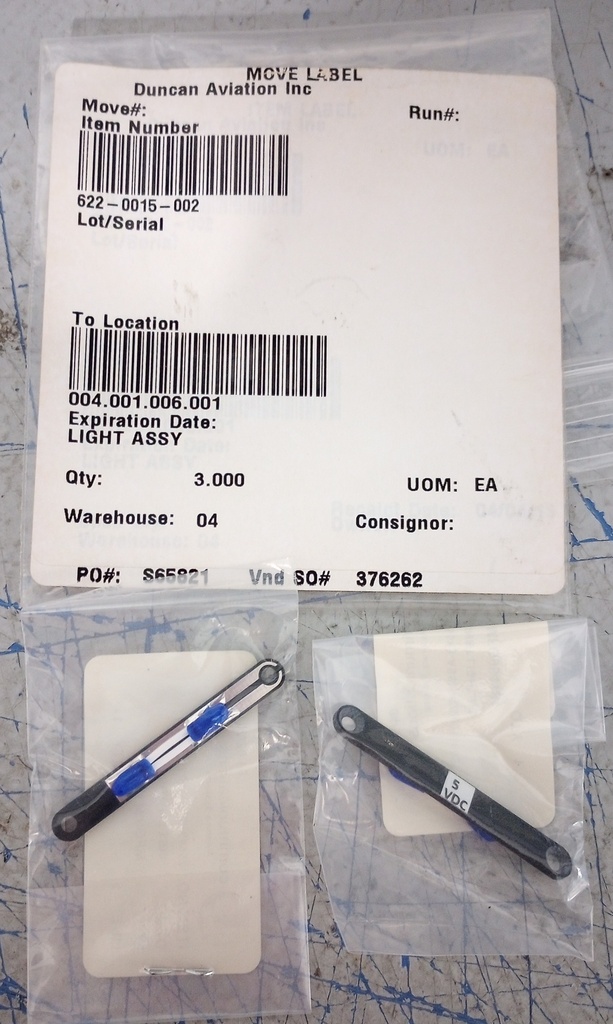 MOVE LABEL
Duncan Aviation Inc
Move#: Run#:
Item Number
622-0015-002
Lot/Serial
To Location
004.001.006.001
Expiration Date:
LIGHT ASSY
Qty: 3.000 UOM: EA
Warehouse: 04 Consignor:
PO#: S65821 Vnd SO# 376262
5
VDC